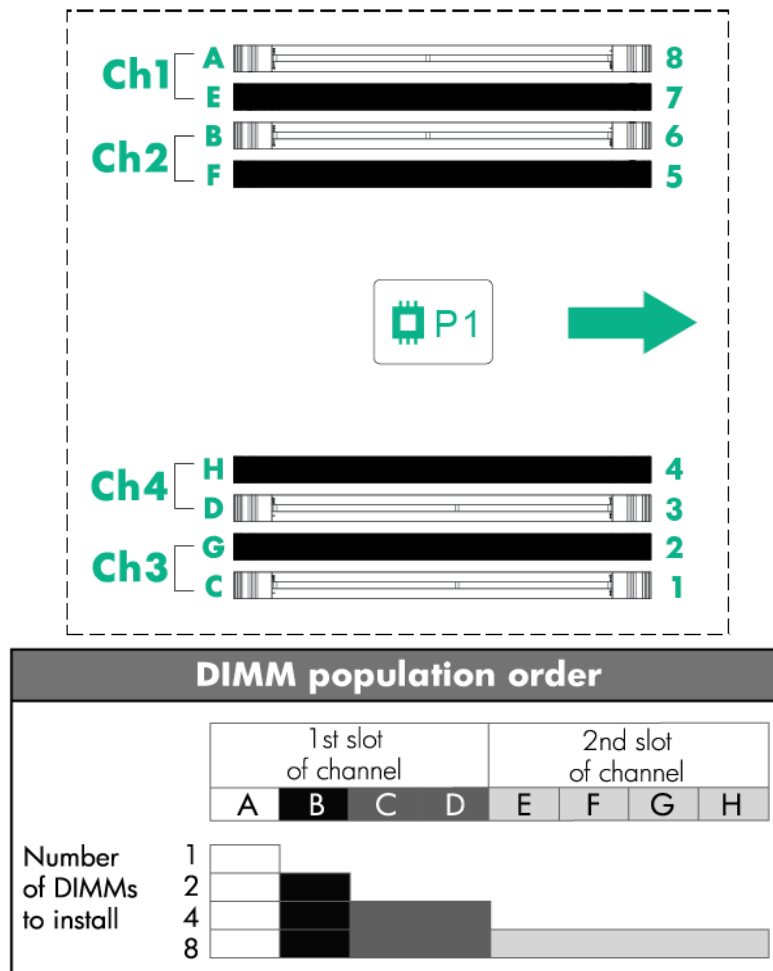 Ch1
A 8
E 7
Ch2
B 6
F 5
P1
Ch4
H 4
D 3
Ch3
G 2
C 1
DIMM population order
1st slot
of channel
2nd slot
of channel
A B C D E F G H
Number
of DIMMs
to install
1
2
4
8